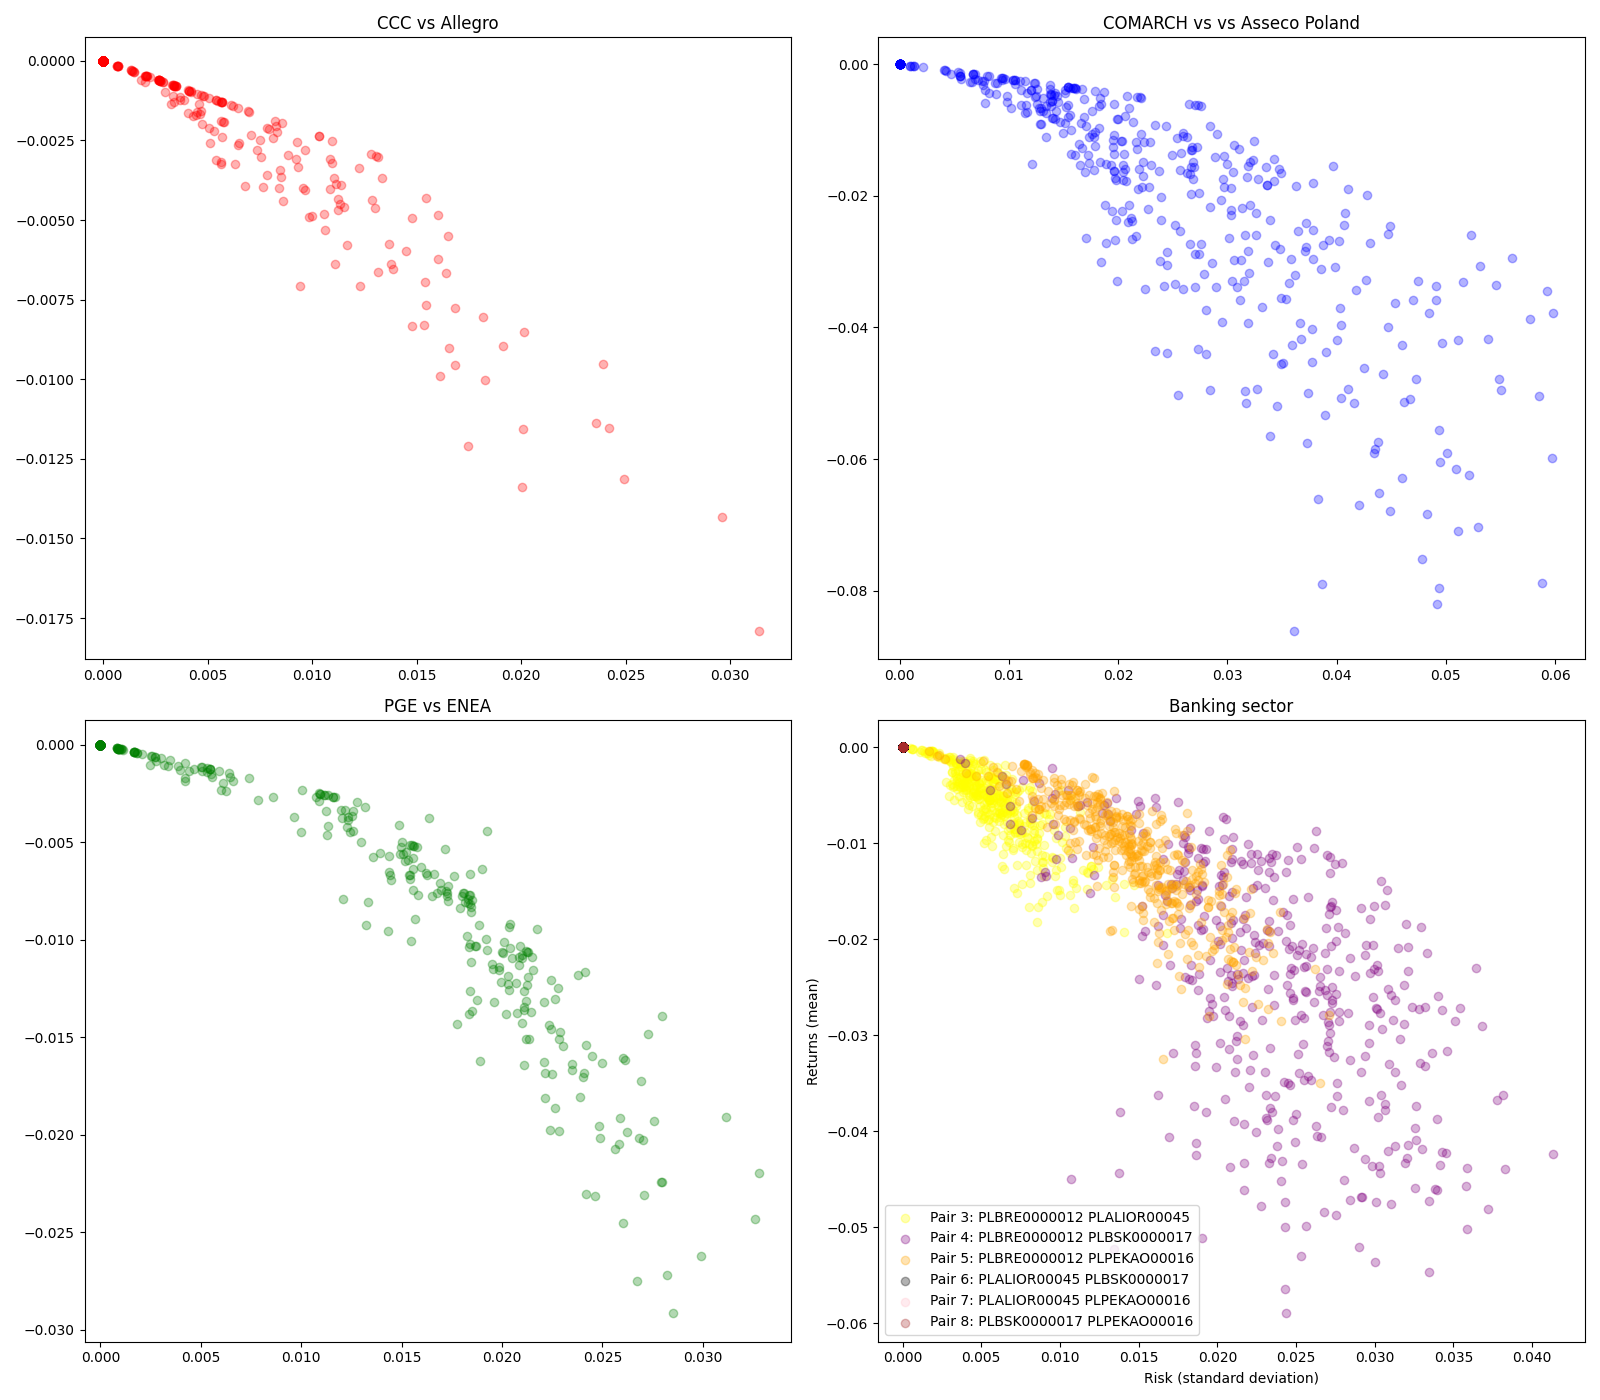 CCC vs Allegro
0.0000
−0.0025
−0.0050
−0.0075
−0.0100
−0.0125
−0.0150
−0.0175
0.000 0.005 0.010 0.015 0.020 0.025 0.030
COMARCH vs vs Asseco Poland
0.00
−0.02
−0.04
−0.06
−0.08
0.00 0.01 0.02 0.03 0.04 0.05 0.06
PGE vs ENEA
0.000
−0.005
−0.010
−0.015
−0.020
−0.025
−0.030
0.000 0.005 0.010 0.015 0.020 0.025 0.030
Banking sector
Returns (mean)
0.00
−0.01
−0.02
−0.03
−0.04
−0.05
−0.06
Pair 3: PLBRE0000012 PLALIOR00045
Pair 4: PLBRE0000012 PLBSK0000017
Pair 5: PLBRE0000012 PLPEKAO00016
Pair 6: PLALIOR00045 PLBSK0000017
Pair 7: PLALIOR00045 PLPEKAO00016
Pair 8: PLBSK0000017 PLPEKAO00016
0.000 0.005 0.010 0.015 0.020 0.025 0.030 0.035 0.040
Risk (standard deviation)